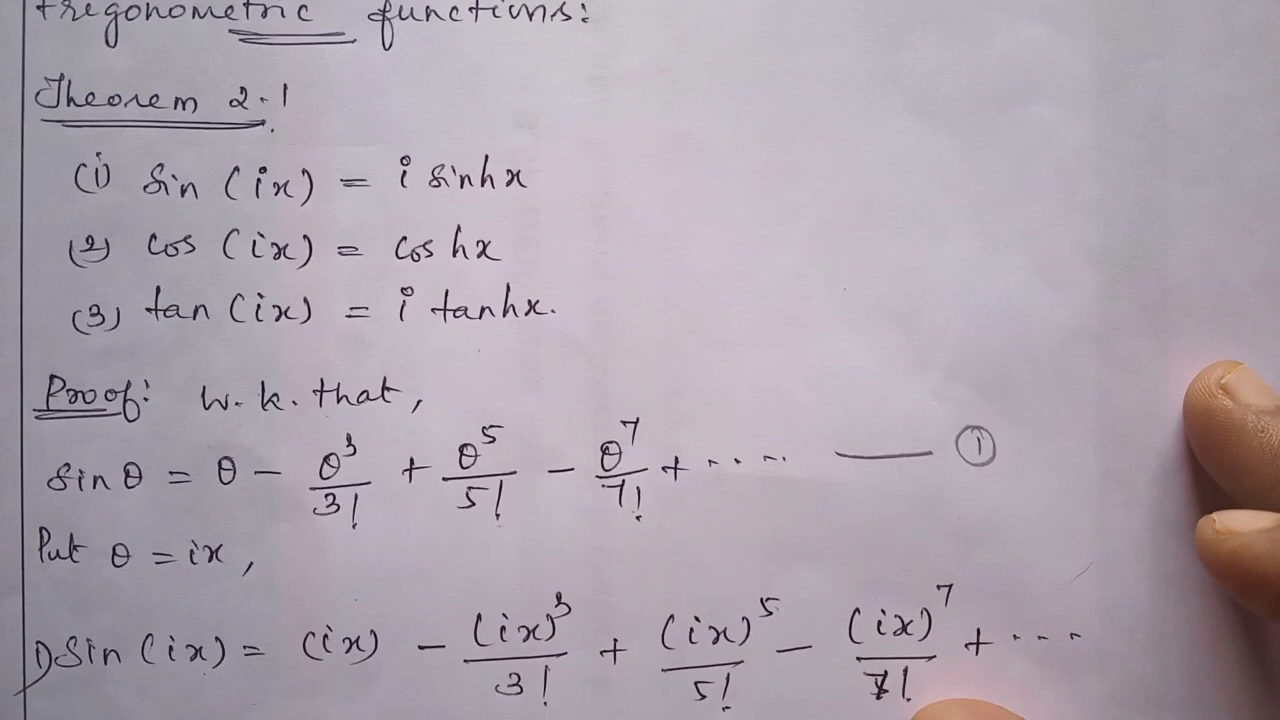 tregonometric functions:
Theorem 2.1
(1) Sin (ix) = i sinhx
(2) cos (ix) = coshx
(3) tan (ix) = i tanhx.
Proof: W.k. that,
Sin θ = θ - θ³/3! + θ⁵/5! - θ⁷/7! + ..... —— ①
Put θ = ix,
1) Sin (ix) = (ix) - (ix)³/3! + (ix)⁵/5! - (ix)⁷/7! + ....